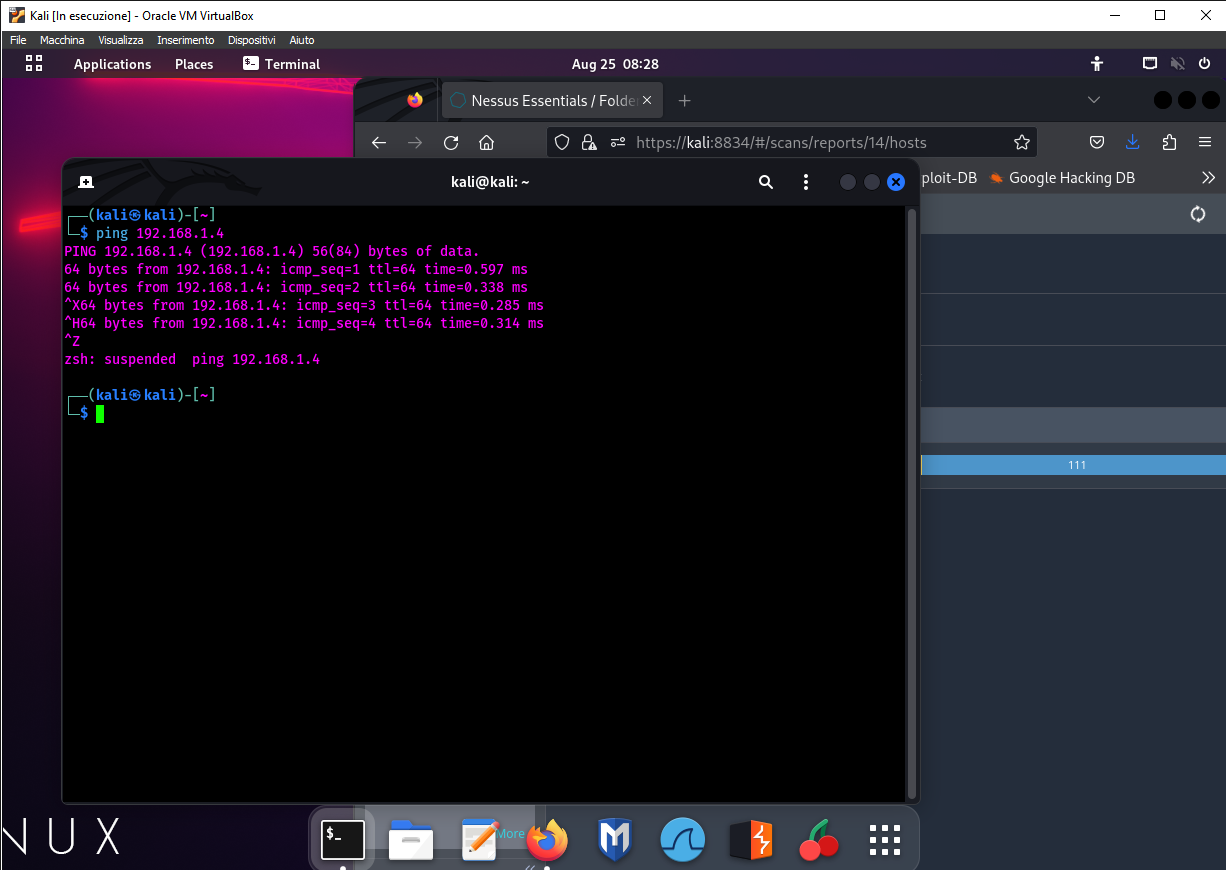 Kali [In esecuzione] - Oracle VM VirtualBox
File Macchina Visualizza Inserimento Dispositivi Aiuto
Applications Places Terminal Aug 25 08:28
Nessus Essentials / Folde
https://kali:8834/#/scans/reports/14/hosts
kali@kali: ~
ploit-DB Google Hacking DB
┌──(kali㉿kali)-[~]
└─$ ping 192.168.1.4
PING 192.168.1.4 (192.168.1.4) 56(84) bytes of data.
64 bytes from 192.168.1.4: icmp_seq=1 ttl=64 time=0.597 ms
64 bytes from 192.168.1.4: icmp_seq=2 ttl=64 time=0.338 ms
^X64 bytes from 192.168.1.4: icmp_seq=3 ttl=64 time=0.285 ms
^H64 bytes from 192.168.1.4: icmp_seq=4 ttl=64 time=0.314 ms
^Z
zsh: suspended  ping 192.168.1.4
┌──(kali㉿kali)-[~]
└─$
111
NUX
$_
More